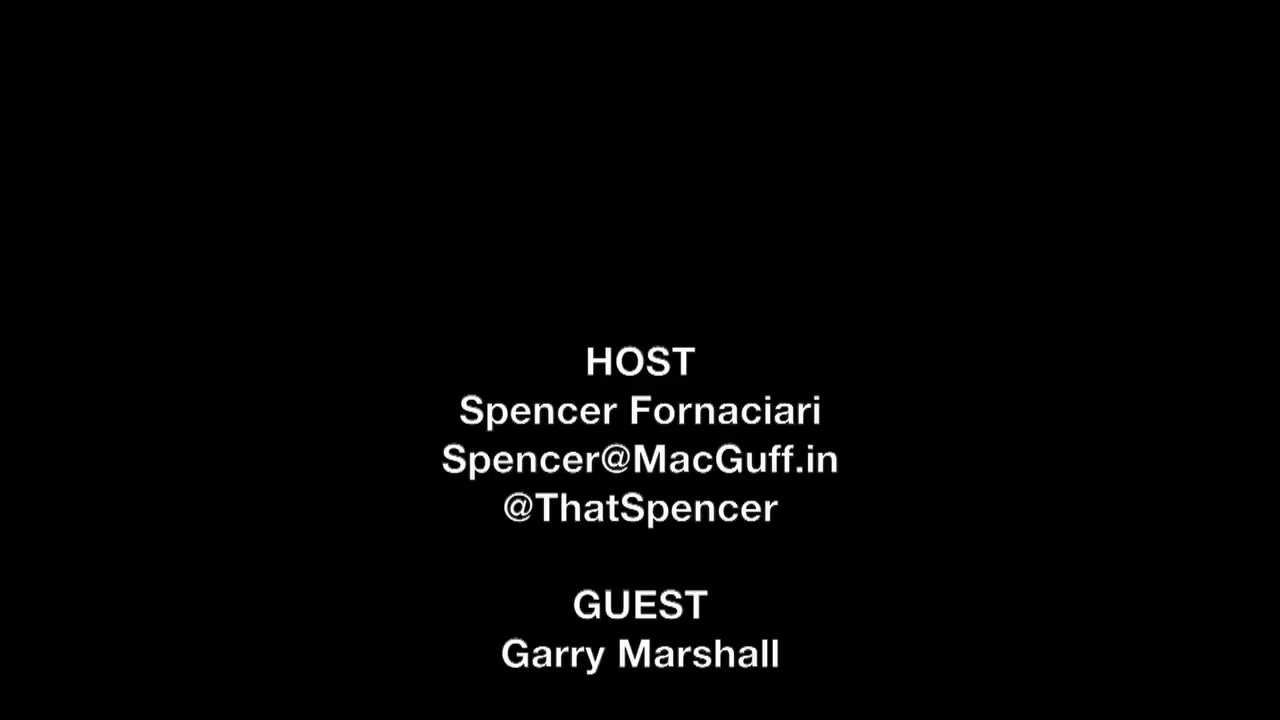 HOST
Spencer Fornaciari
Spencer@MacGuff.in
@ThatSpencer
GUEST
Garry Marshall